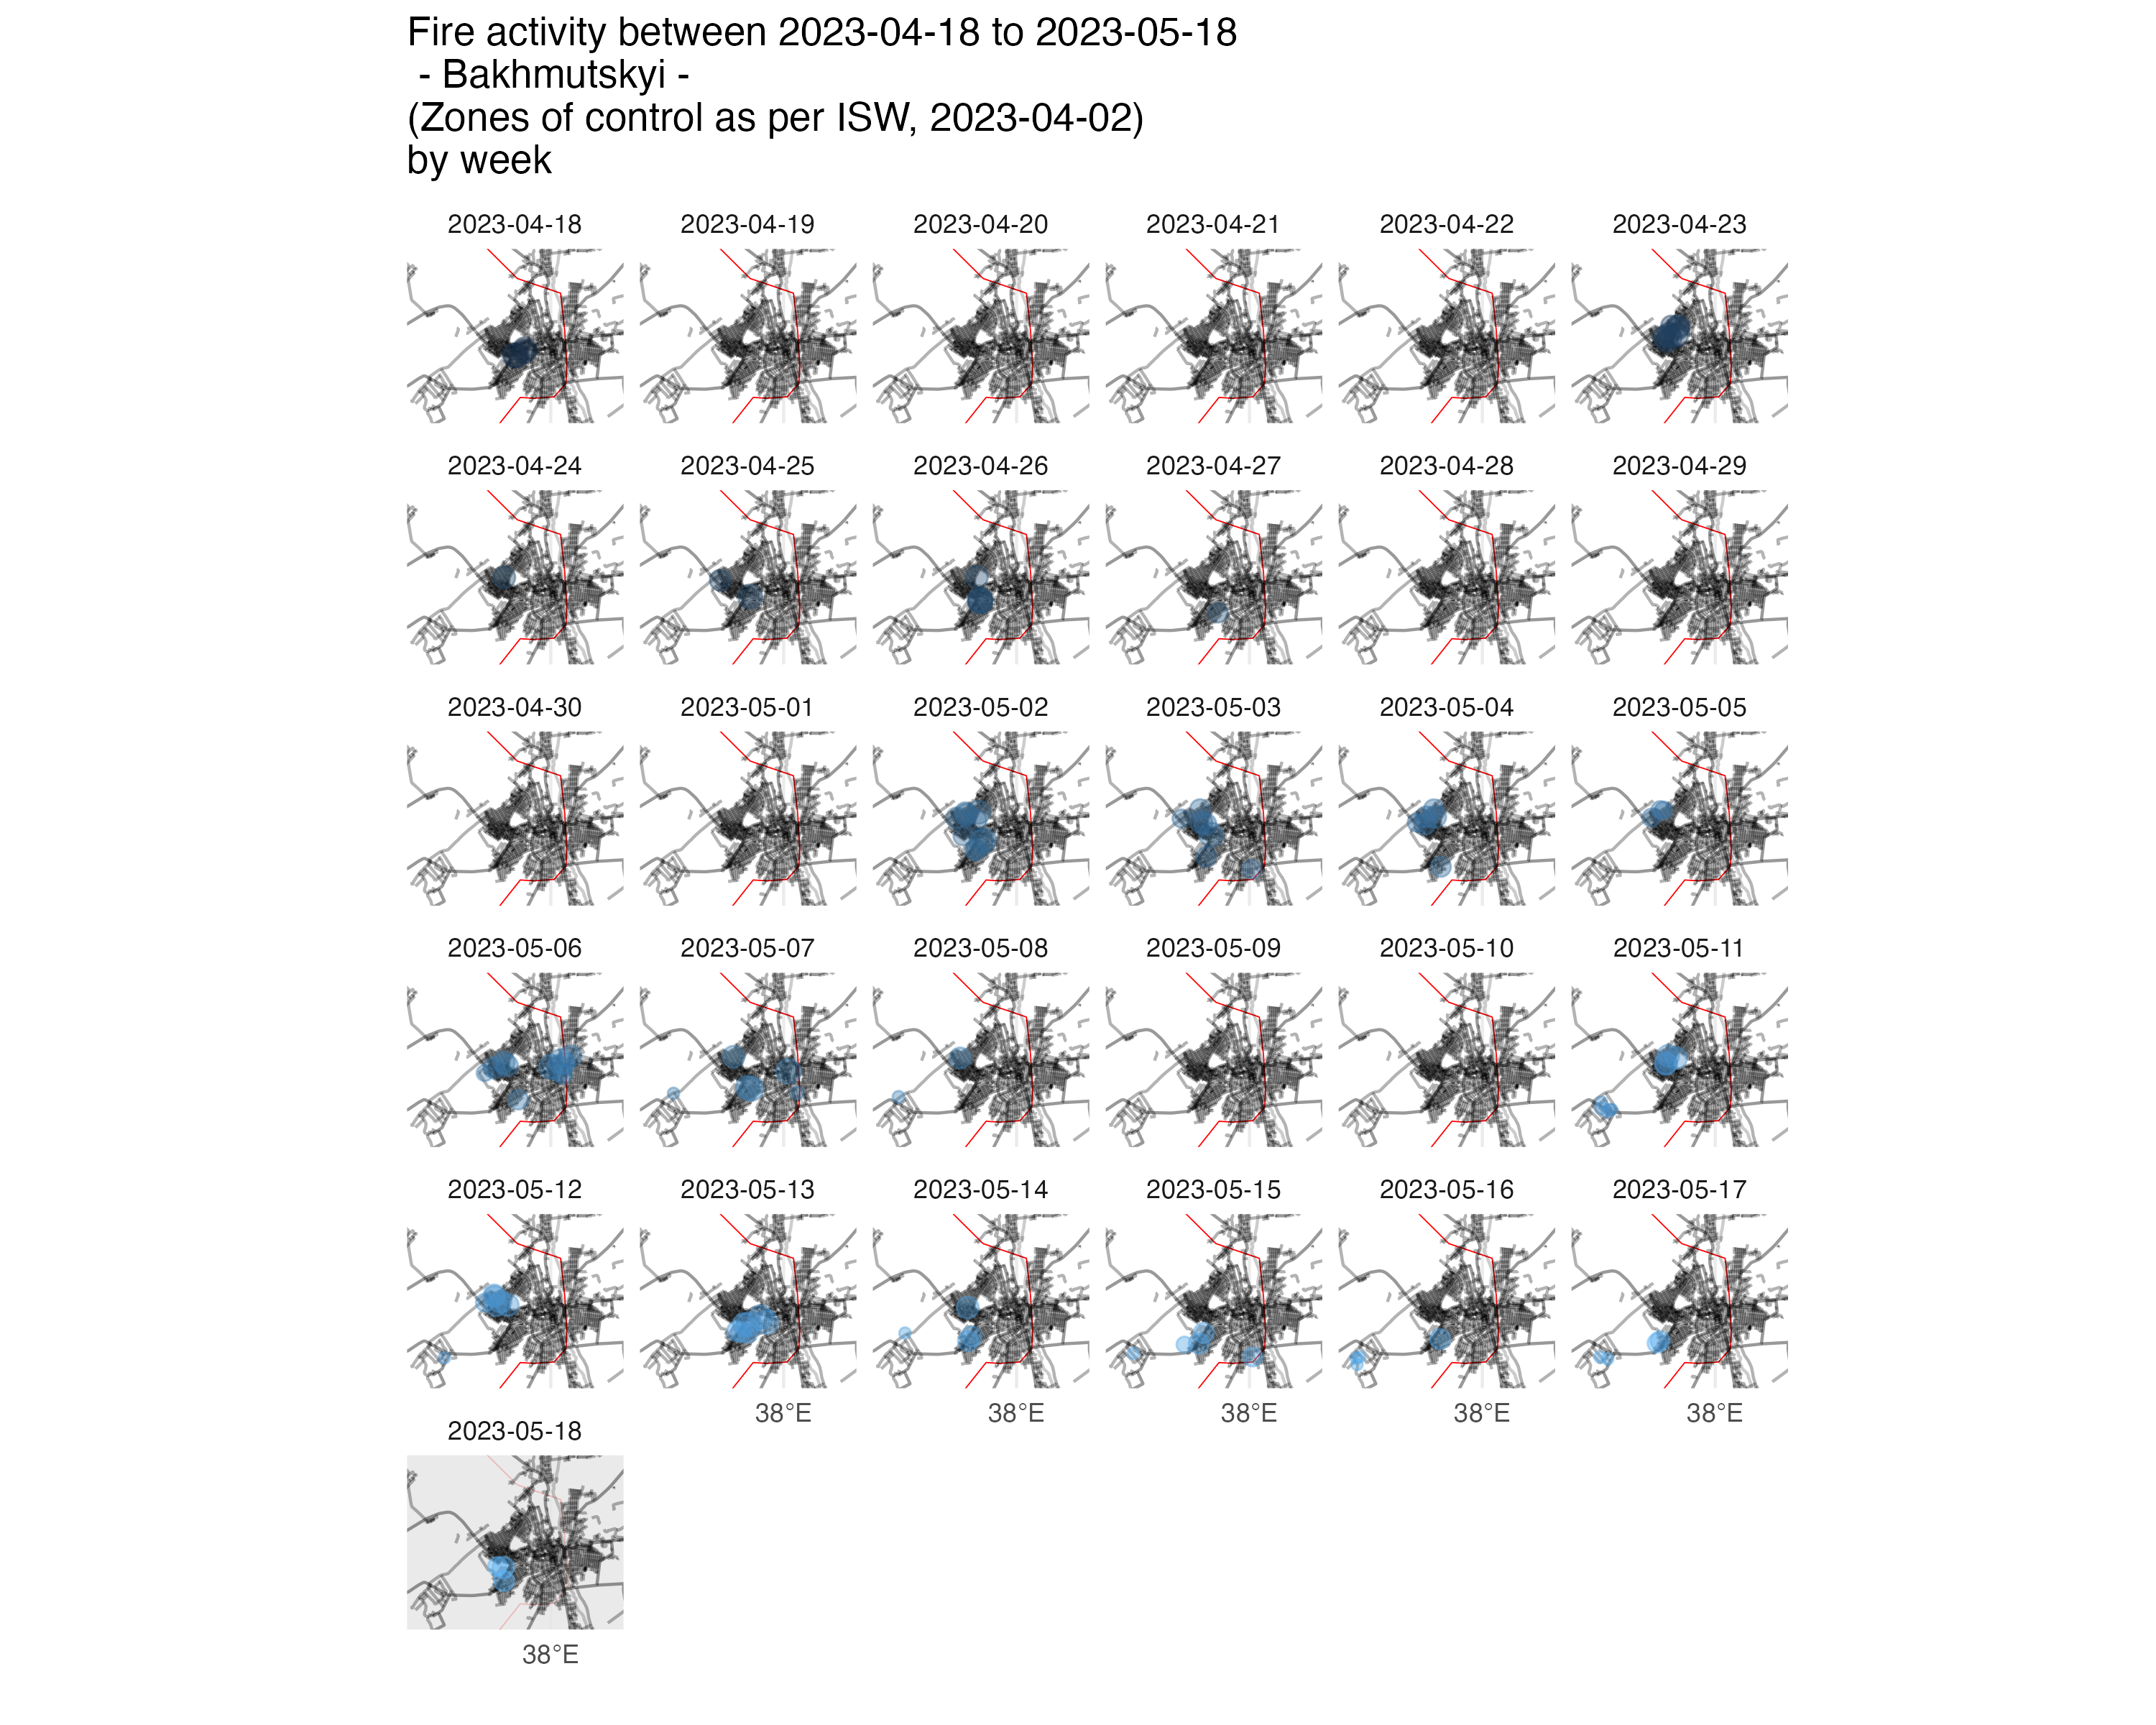 Fire activity between 2023-04-18 to 2023-05-18
- Bakhmutskyi -
(Zones of control as per ISW, 2023-04-02)
by week
2023-04-18 2023-04-19 2023-04-20 2023-04-21 2023-04-22 2023-04-23
2023-04-24 2023-04-25 2023-04-26 2023-04-27 2023-04-28 2023-04-29
2023-04-30 2023-05-01 2023-05-02 2023-05-03 2023-05-04 2023-05-05
2023-05-06 2023-05-07 2023-05-08 2023-05-09 2023-05-10 2023-05-11
2023-05-12 2023-05-13 2023-05-14 2023-05-15 2023-05-16 2023-05-17
38°E 38°E 38°E 38°E 38°E
2023-05-18
38°E